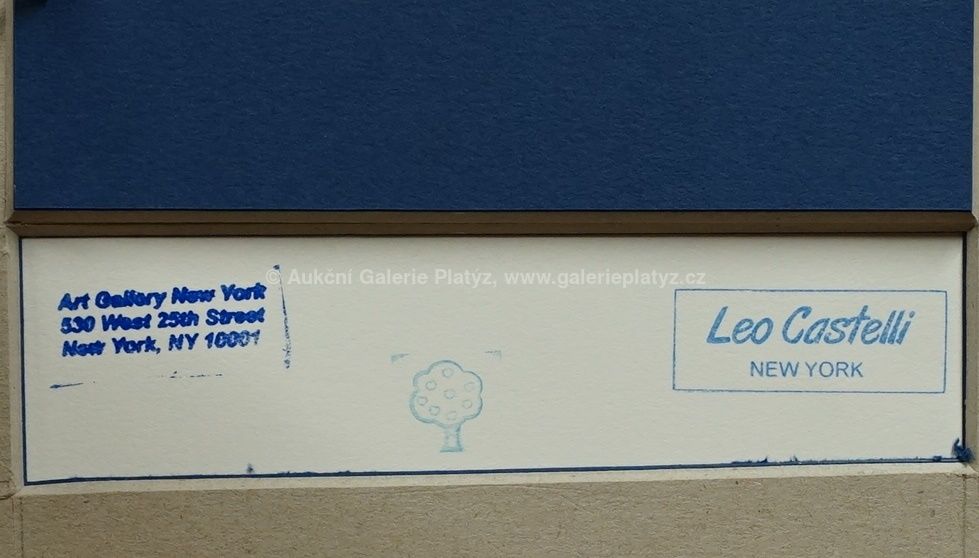 © Aukční Galerie Platýz, www.galerieplatyz.cz
Art Gallery New York
530 West 25th Street
New York, NY 10001
Leo Castelli
NEW YORK